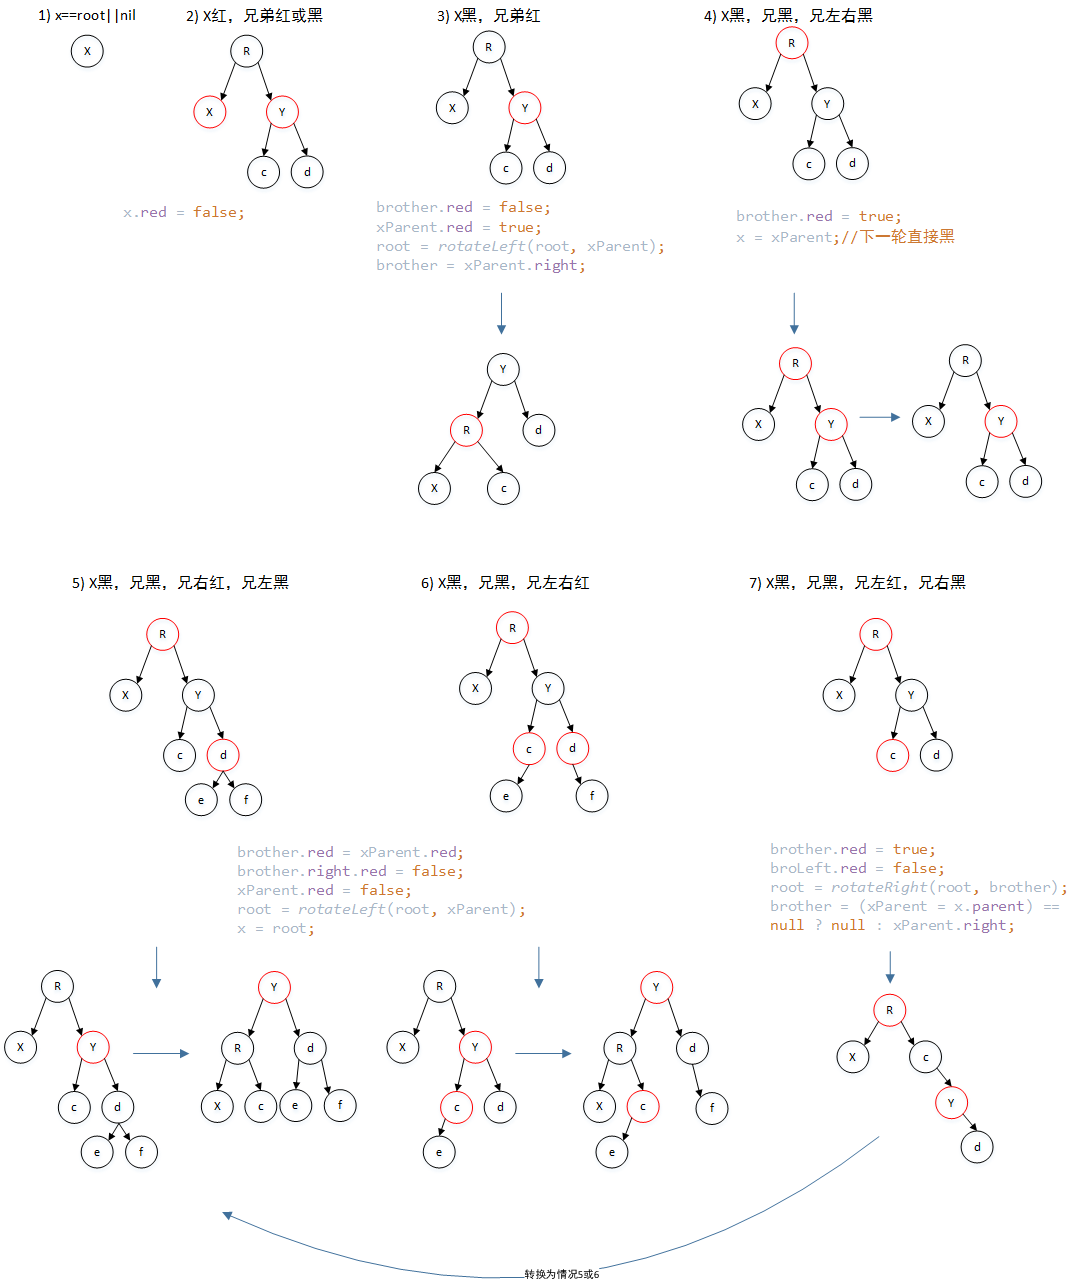 1) x==root||nil
X
2) X红，兄弟红或黑
R
X
Y
c
d
x.red = false;
3) X黑，兄弟红
R
X
Y
c
d
brother.red = false;
xParent.red = true;
root = rotateLeft(root, xParent);
brother = xParent.right;
Y
R
d
X
c
4) X黑，兄黑，兄左右黑
R
X
Y
c
d
brother.red = true;
x = xParent;//下一轮直接黑
R
X
Y
c
d
R
X
Y
c
d
5) X黑，兄黑，兄右红，兄左黑
R
X
Y
c
d
e
f
6) X黑，兄黑，兄左右红
R
X
Y
c
d
e
f
brother.red = xParent.red;
brother.right.red = false;
xParent.red = false;
root = rotateLeft(root, xParent);
x = root;
R
X
Y
c
d
e
f
Y
R
d
X
c
e
f
R
X
Y
c
d
e
Y
R
d
X
c
f
e
7) X黑，兄黑，兄左红，兄右黑
R
X
Y
c
d
brother.red = true;
broLeft.red = false;
root = rotateRight(root, brother);
brother = (xParent = x.parent) ==
null ? null : xParent.right;
R
X
c
Y
d
转换为情况5或6